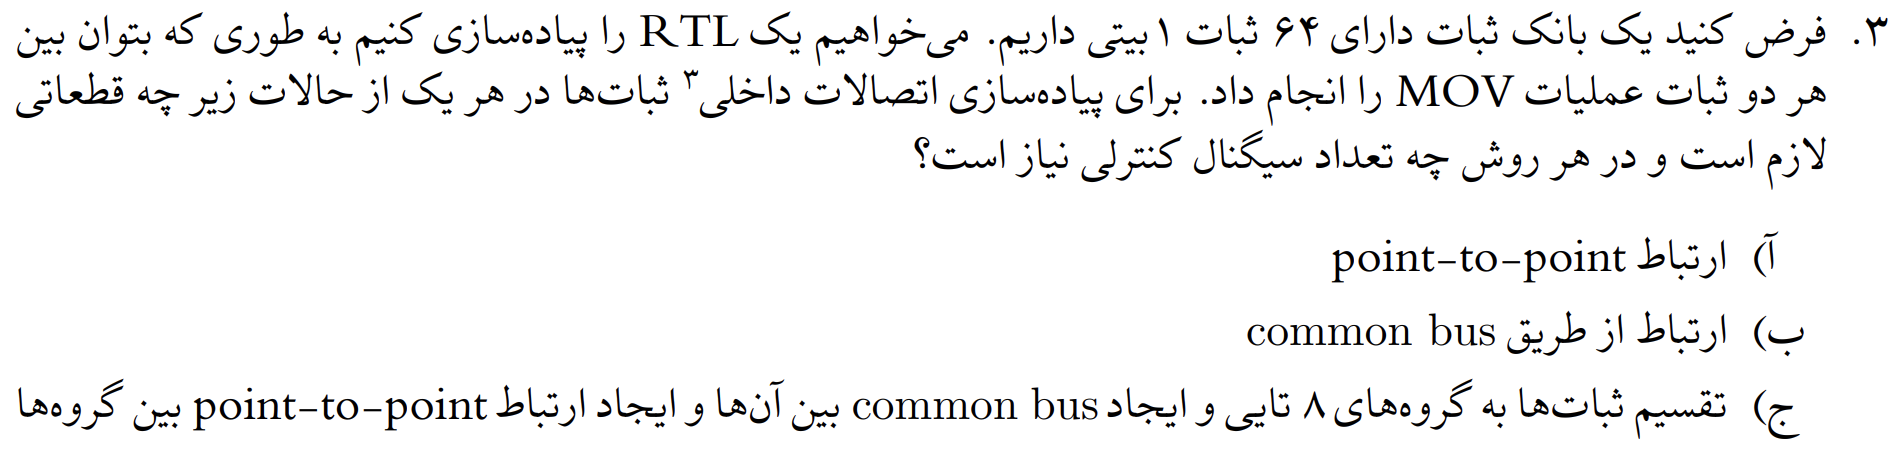 ۳. فرض کنید یک بانک ثبات دارای ۶۴ ثبات ۱ بیتی داریم. می‌خواهیم یک RTL را پیاده‌سازی کنیم به طوری که بتوان بین
هر دو ثبات عملیات MOV را انجام داد. برای پیاده‌سازی اتصالات داخلی۳ ثبات‌ها در هر یک از حالات زیر چه قطعاتی
لازم است و در هر روش چه تعداد سیگنال کنترلی نیاز است؟
آ) ارتباط point-to-point
ب) ارتباط از طریق common bus
ج) تقسیم ثبات‌ها به گروه‌های ۸ تایی و ایجاد common bus بین آن‌ها و ایجاد ارتباط point-to-point بین گروه‌ها